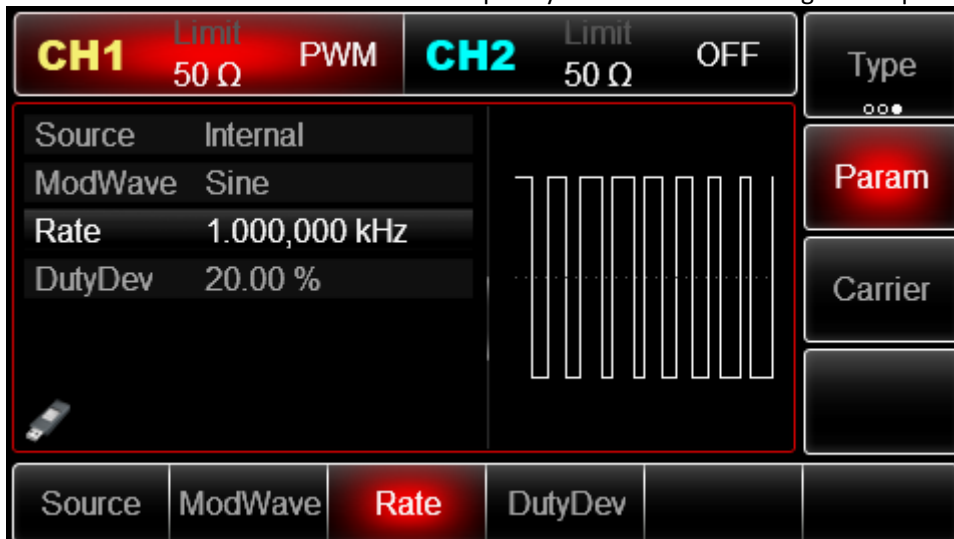 CH1 Limit 50 Ω PWM CH2 Limit 50 Ω OFF
Type
Source Internal
ModWave Sine
Rate 1.000,000 kHz
DutyDev 20.00 %
Param
Carrier
Source ModWave Rate DutyDev